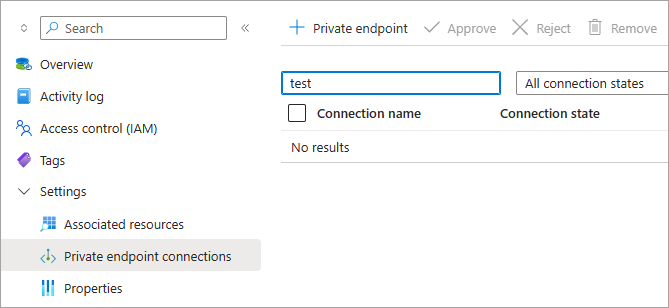 Search
Overview
Activity log
Access control (IAM)
Tags
Settings
Associated resources
Private endpoint connections
Properties
Private endpoint Approve Reject Remove
test All connection states
Connection name Connection state
No results